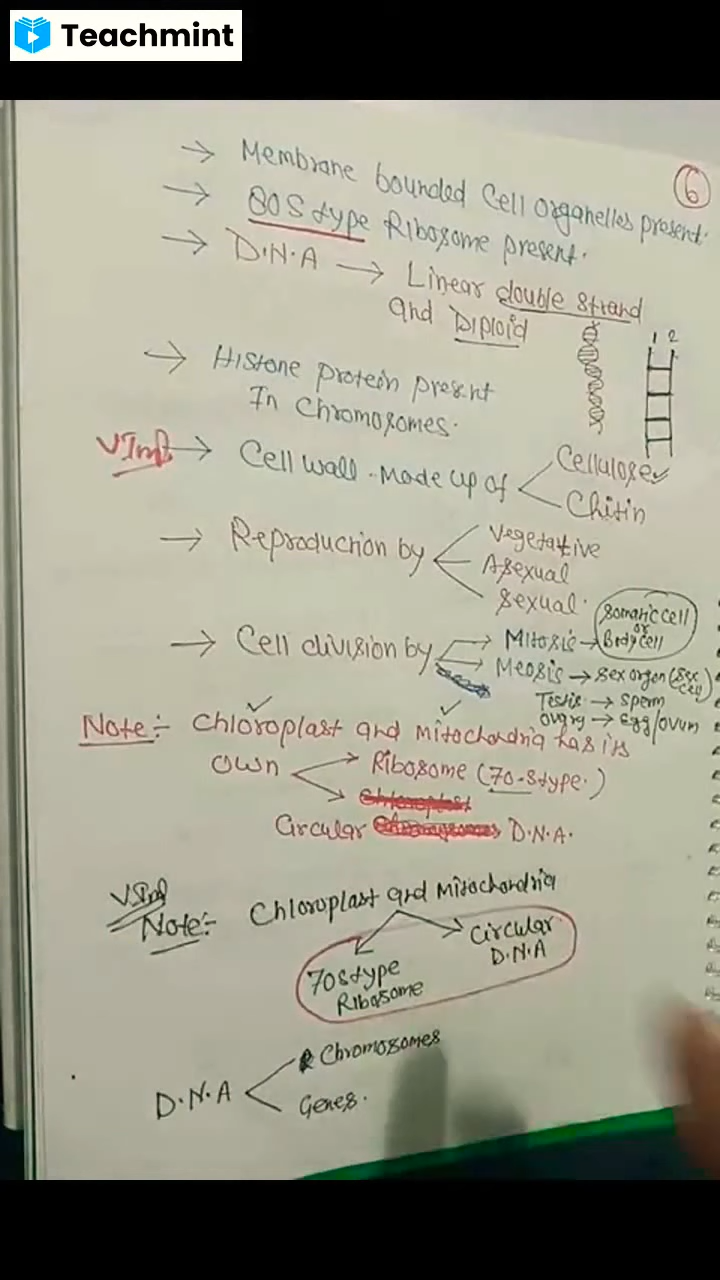 Teachmint
6
→ Membrane bounded Cell organelles present.
→ 80S type Ribosome present.
→ D.N.A → Linear double strand
and Diploid
1 2
→ Histone protein present
In Chromosomes.
VImp → Cell wall - Made up of
Cellulose ✓
Chitin
→ Reproduction by
Vegetative
Asexual
Sexual.
→ Cell division by
→ Mitosis → Somatic cell
or
Body cell
→ Meosis → Sex organ (Sex
cell)
Testis → Sperm
Ovary → Egg/Ovum
Note:- Chloroplast and Mitochondria has its
own
Ribosome (70-S type.)
Circular D.N.A.
VImp
Note:- Chloroplast and Mitochondria
70S type
Ribosome
Circular
D.N.A
D.N.A
Chromosomes
Genes.